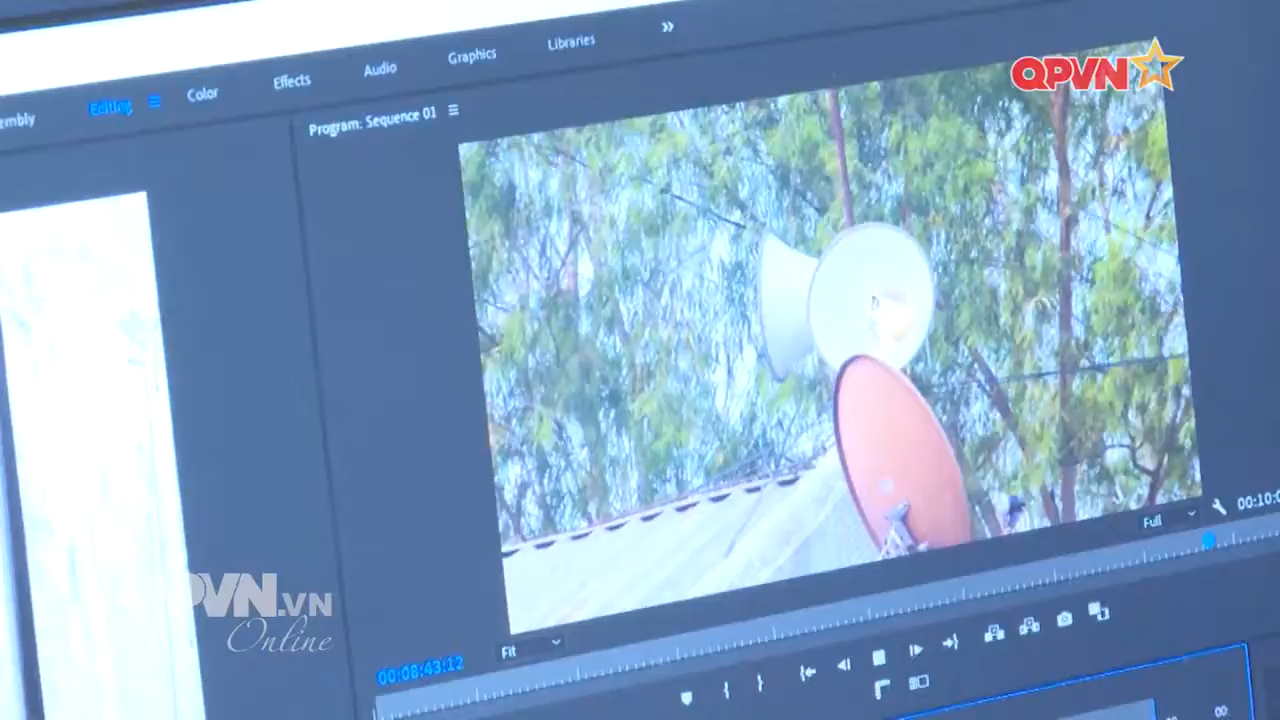 Editing
Color
Effects
Audio
Graphics
Libraries
QPVN
Program: Sequence 01
Full
Fit
00:08:43:12
VN.VN
Online
00